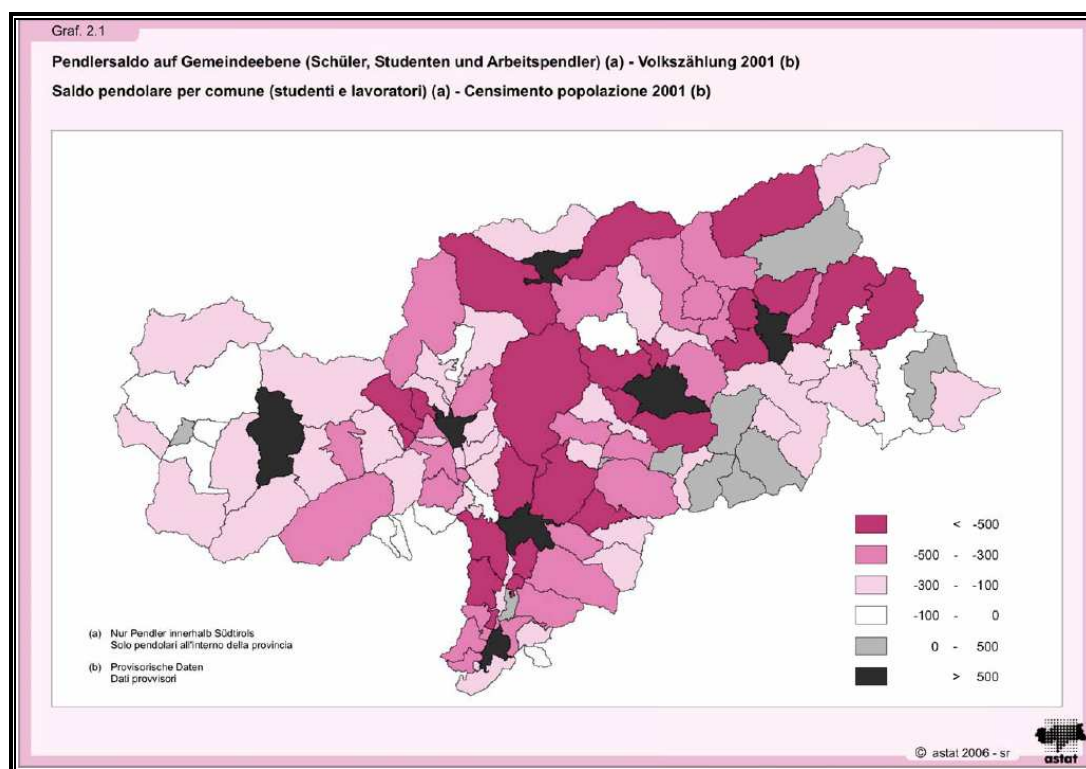 Graf. 2.1
Pendlersaldo auf Gemeindeebene (Schüler, Studenten und Arbeitspendler) (a) - Volkszählung 2001 (b)
Saldo pendolare per comune (studenti e lavoratori) (a) - Censimento popolazione 2001 (b)
< -500
-500 - -300
-300 - -100
-100 - 0
0 - 500
> 500
(a) Nur Pendler innerhalb Südtirols
Solo pendolari all'interno della provincia
(b) Provisorische Daten
Dati provvisori
© astat 2006 - sr
astat